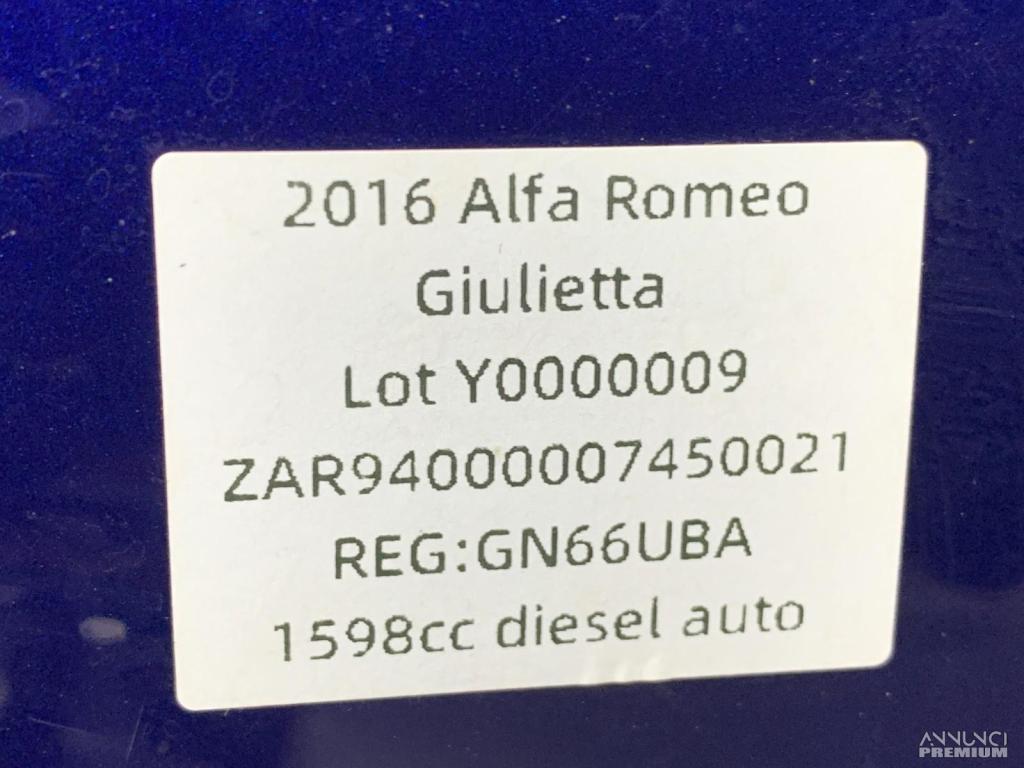 2016 Alfa Romeo
Giulietta
Lot Y0000009
ZAR94000007450021
REG:GN66UBA
1598cc diesel auto
ANNUNCI
PREMIUM